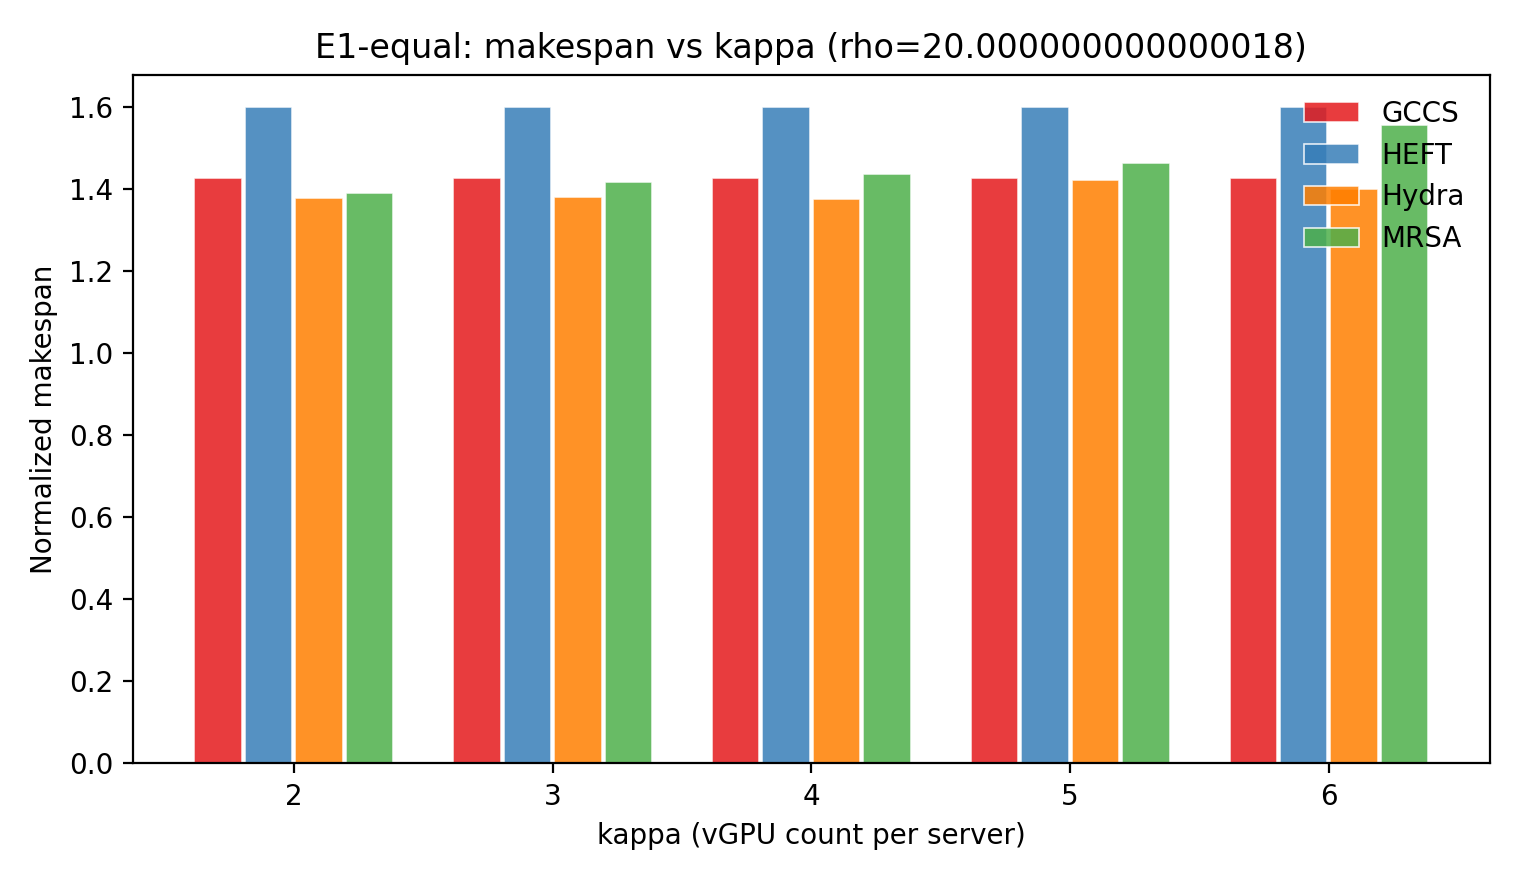 E1-equal: makespan vs kappa (rho=20.000000000000018)
Normalized makespan
1.6
1.4
1.2
1.0
0.8
0.6
0.4
0.2
0.0
GCCS
HEFT
Hydra
MRSA
2 3 4 5 6
kappa (vGPU count per server)